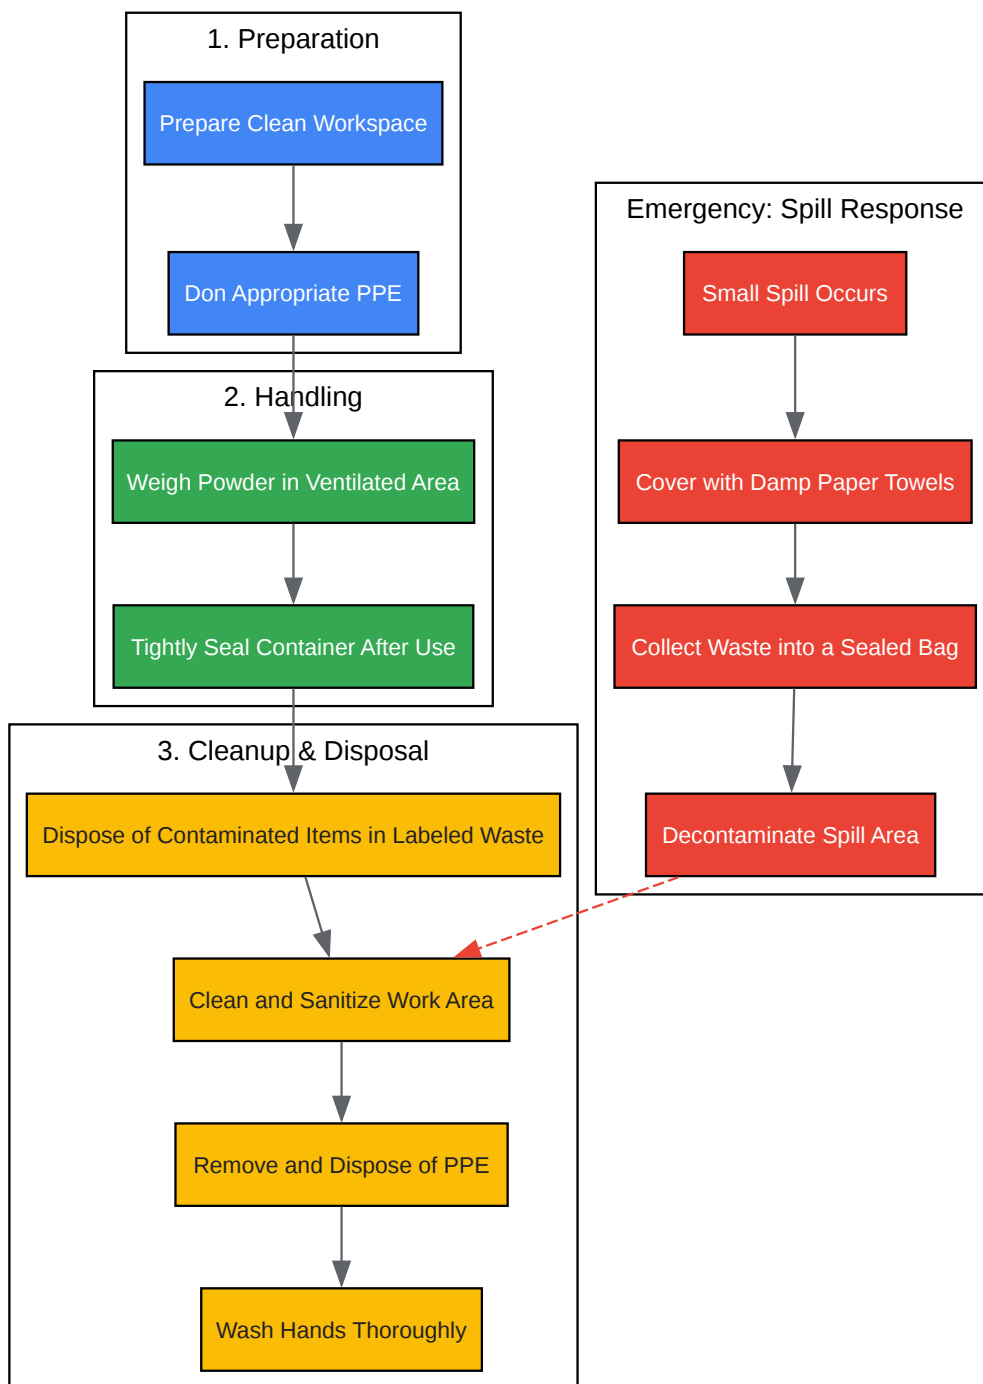 1. Preparation
Prepare Clean Workspace
Don Appropriate PPE
2. Handling
Weigh Powder in Ventilated Area
Tightly Seal Container After Use
3. Cleanup & Disposal
Dispose of Contaminated Items in Labeled Waste
Clean and Sanitize Work Area
Remove and Dispose of PPE
Wash Hands Thoroughly
Emergency: Spill Response
Small Spill Occurs
Cover with Damp Paper Towels
Collect Waste into a Sealed Bag
Decontaminate Spill Area